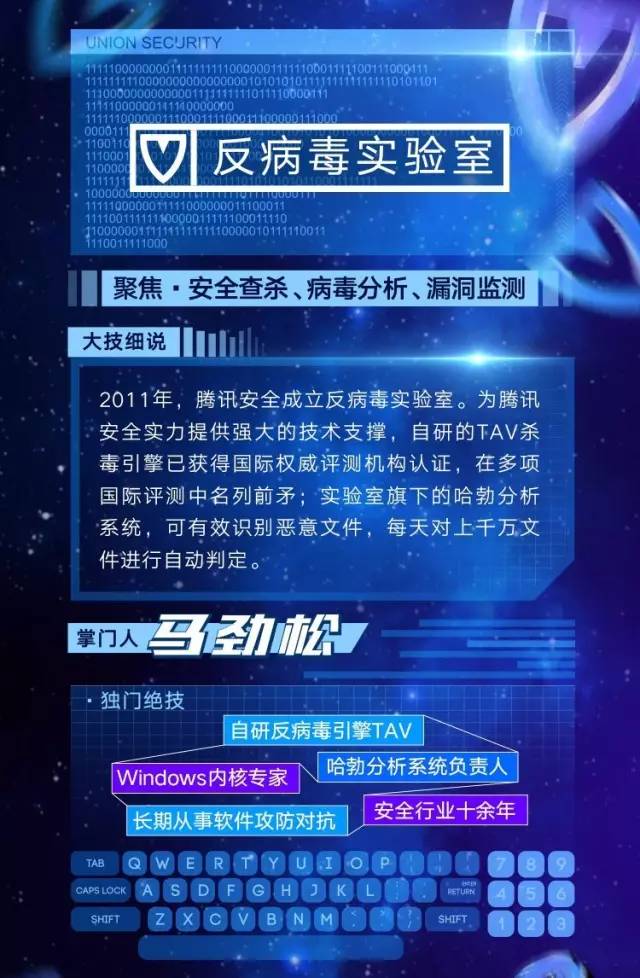 UNION SECURITY
反病毒实验室
聚焦·安全查杀、病毒分析、漏洞监测
大技细说
2011年，腾讯安全成立反病毒实验室。为腾讯
安全实力提供强大的技术支撑，自研的TAV杀
毒引擎已获得国际权威评测机构认证，在多项
国际评测中名列前矛；实验室旗下的哈勃分析
系统，可有效识别恶意文件，每天对上千万文
件进行自动判定。
掌门人 马劲松
·独门绝技
自研反病毒引擎TAV
哈勃分析系统负责人
Windows内核专家
安全行业十余年
长期从事软件攻防对抗
TAB Q W E R T Y U I O P 7 8 9
CAPS LOCK A S D F G H J K L ENTER RETURN 4 5 6
SHIFT Z X C V B N M SHIFT 1 2 3